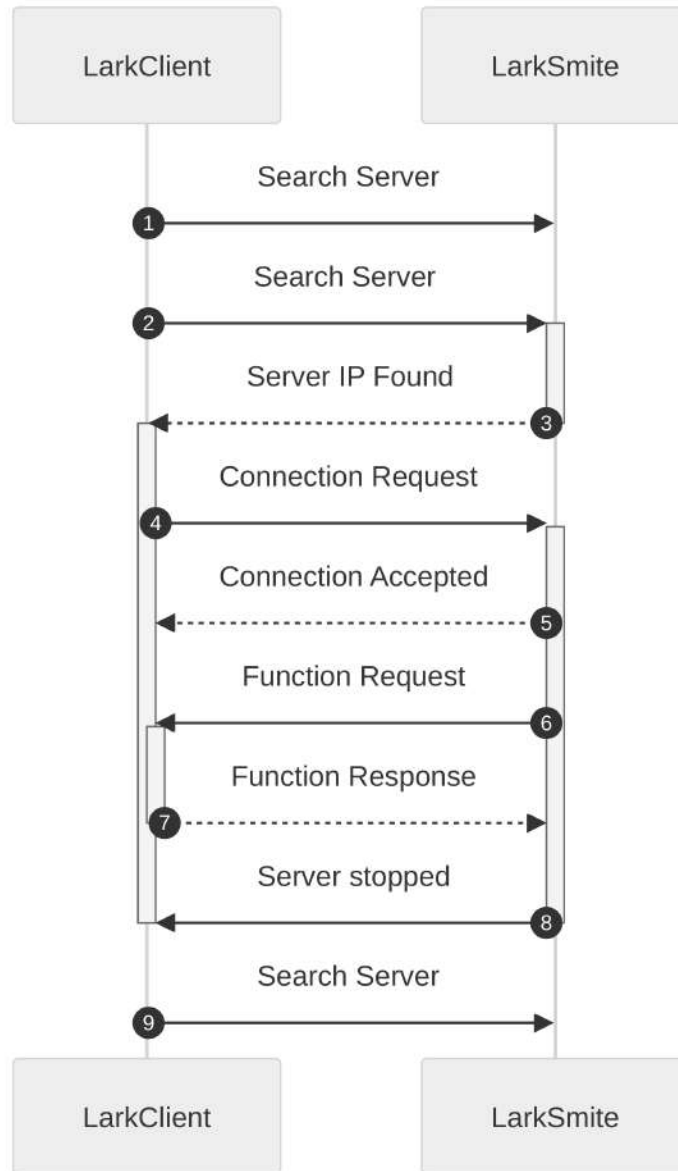 LarkClient
LarkSmite
Search Server
1
Search Server
2
Server IP Found
3
Connection Request
4
Connection Accepted
5
Function Request
6
Function Response
7
Server stopped
8
Search Server
9
LarkClient
LarkSmite